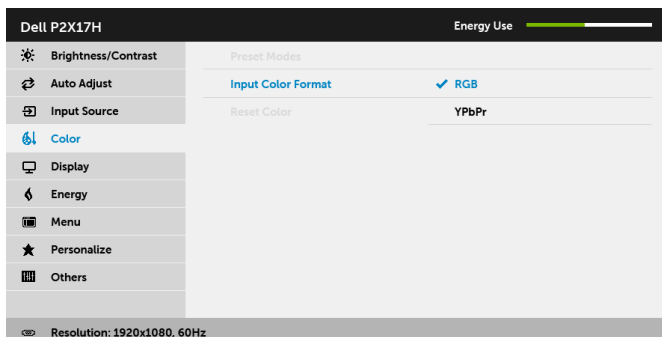 Dell P2X17H Energy Use
Brightness/Contrast Preset Modes
Auto Adjust Input Color Format RGB
Input Source Reset Color YPbPr
Color
Display
Energy
Menu
Personalize
Others
Resolution: 1920x1080, 60Hz